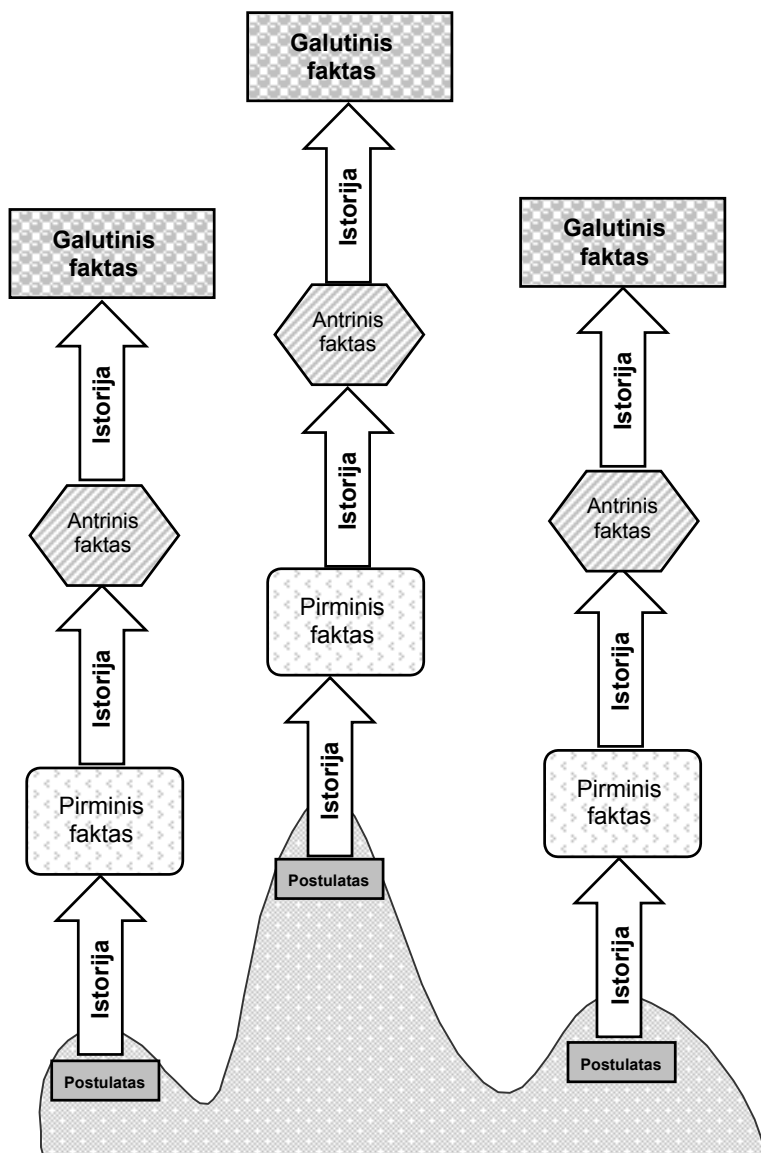 Galutinis
faktas
Istorija
Antrinis
faktas
Istorija
Pirminis
faktas
Istorija
Postulatas
Galutinis
faktas
Istorija
Antrinis
faktas
Istorija
Pirminis
faktas
Istorija
Postulatas
Galutinis
faktas
Istorija
Antrinis
faktas
Istorija
Pirminis
faktas
Istorija
Postulatas